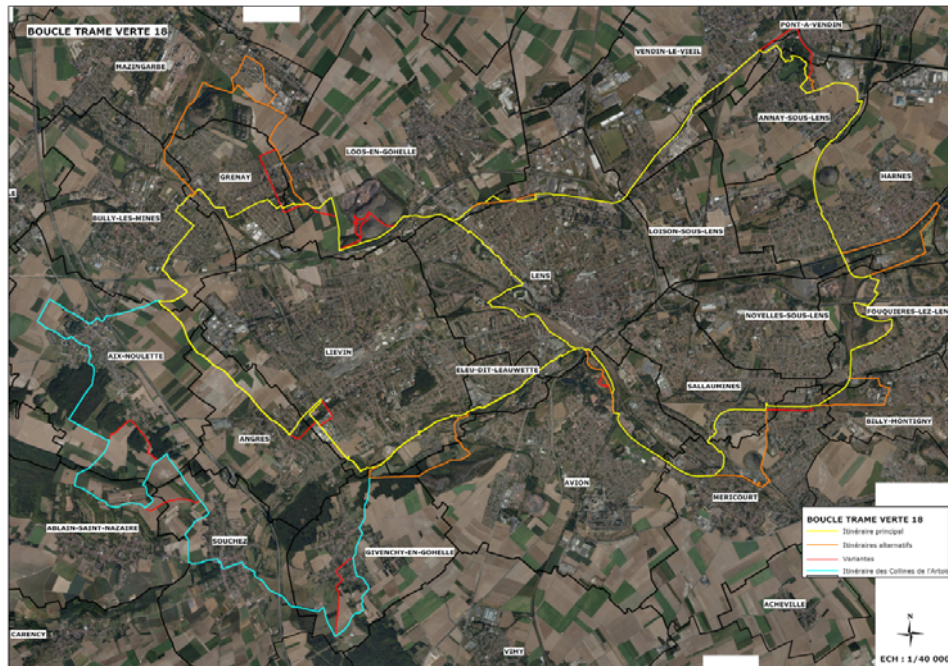 BOUCLE TRAME VERTE 18
PONT-A-VENDIN
VENDIN-LE-VIEIL
MAZINGARBE
ANNAY-SOUS-LENS
LOOS-EN-GOHELLE
GRENAY
HARNES
LE
BULLY-LES-MINES
LOISON-SOUS-LENS
LENS
NOYELLES-SOUS-LENS
FOUQUIERES-LEZ-LEN
AIX-NOULETTE
LIEVIN
ELEU-DIT-LEAUWETTE
SALLAUMINES
BILLY-MONTIGNY
ANGRES
AVION
MERICOURT
ABLAIN-SAINT-NAZAIRE
SOUCHEZ
GIVENCHY-EN-GOHELLE
BOUCLE TRAME VERTE 18
Itinéraire principal
Itinéraires alternatifs
Variantes
Itinéraire des Collines de l'Artois
ACHEVILLE
CARENCY
VIMY
N
ECH : 1/40 000